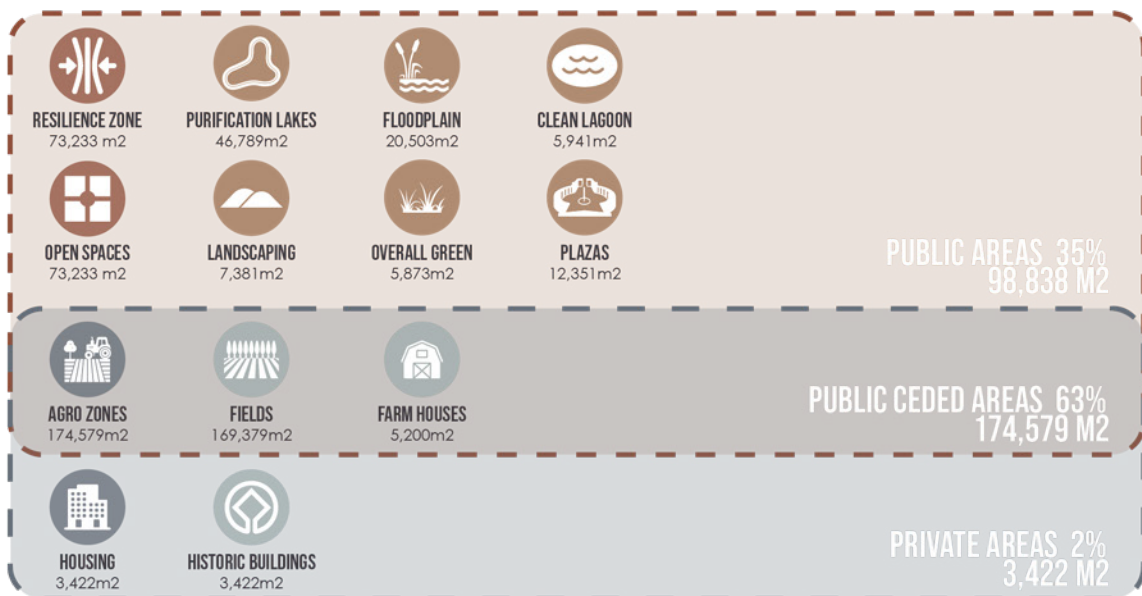 RESILIENCE ZONE
73,233 m2
PURIFICATION LAKES
46,789m2
FLOODPLAIN
20,503m2
CLEAN LAGOON
5,941m2
OPEN SPACES
73,233 m2
LANDSCAPING
7,381m2
OVERALL GREEN
5,873m2
PLAZAS
12,351m2
PUBLIC AREAS 35%
98,838 M2
AGRO ZONES
174,579m2
FIELDS
169,379m2
FARM HOUSES
5,200m2
PUBLIC CEDED AREAS 63%
174,579 M2
HOUSING
3,422m2
HISTORIC BUILDINGS
3,422m2
PRIVATE AREAS 2%
3,422 M2